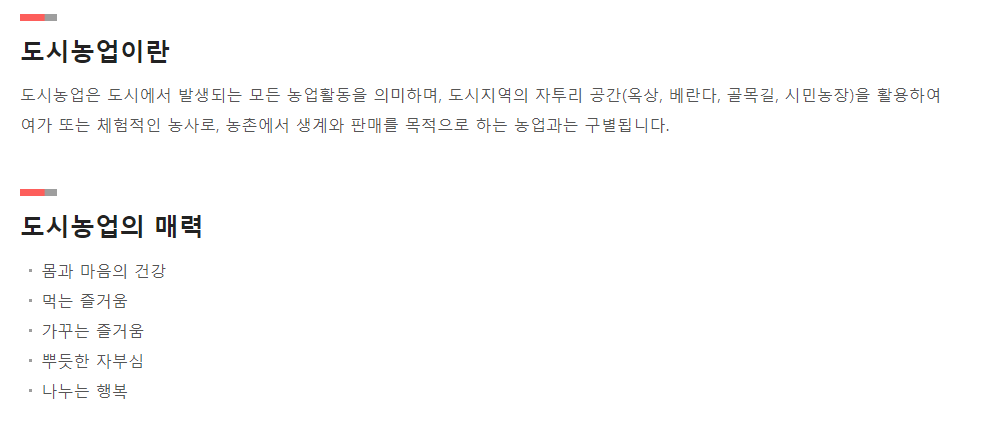 도시농업이란
도시농업은 도시에서 발생되는 모든 농업활동을 의미하며, 도시지역의 자투리 공간(옥상, 베란다, 골목길, 시민농장)을 활용하여
여가 또는 체험적인 농사로, 농촌에서 생계와 판매를 목적으로 하는 농업과는 구별됩니다.
도시농업의 매력
몸과 마음의 건강
먹는 즐거움
가꾸는 즐거움
뿌듯한 자부심
나누는 행복